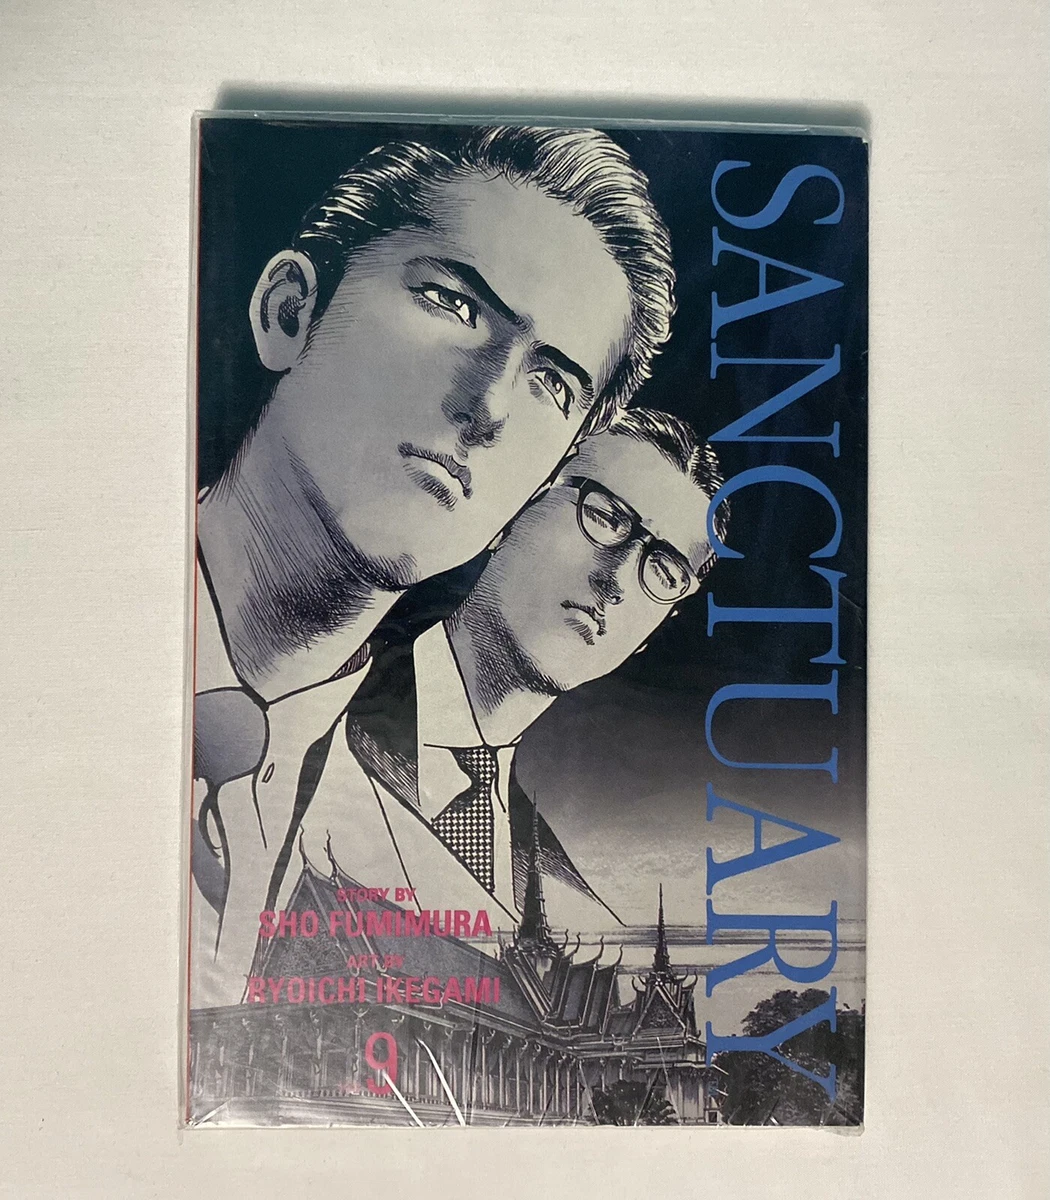 SANCTUARY
STORY BY
SHO FUMIMURA
ART BY
RYOICHI IKEGAMI
9